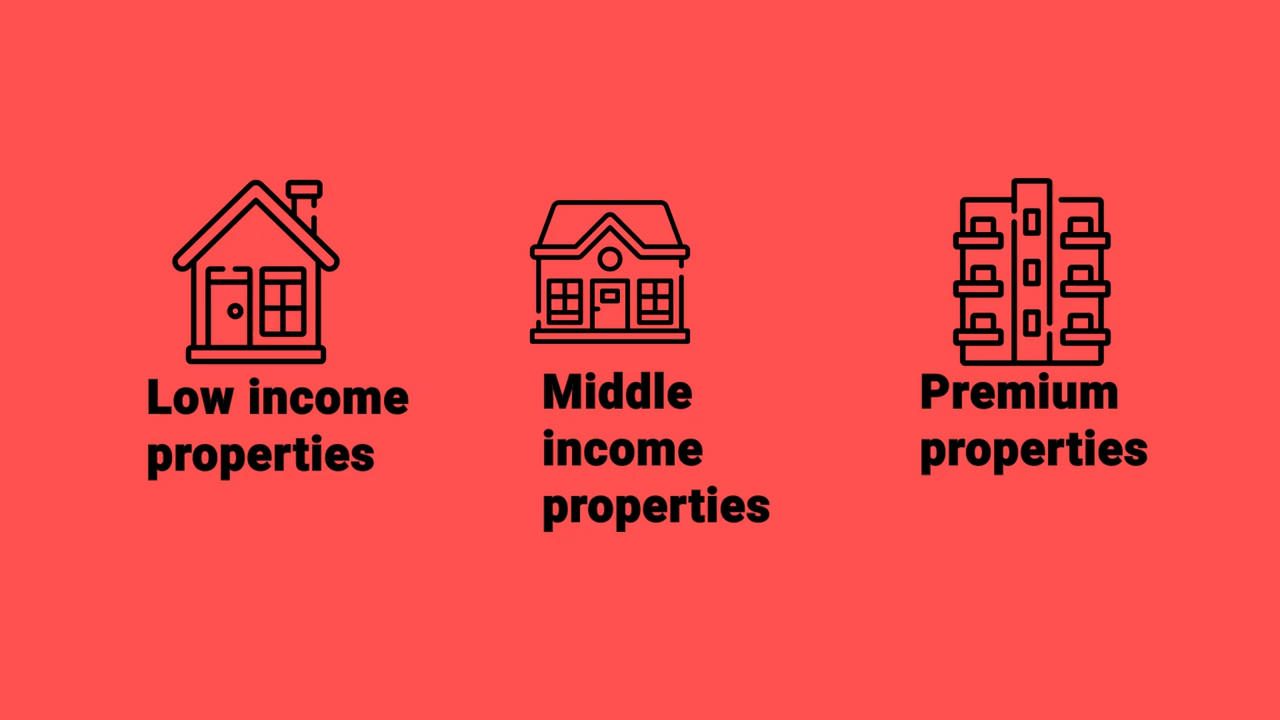 Low income
properties
Middle
income
properties
Premium
properties